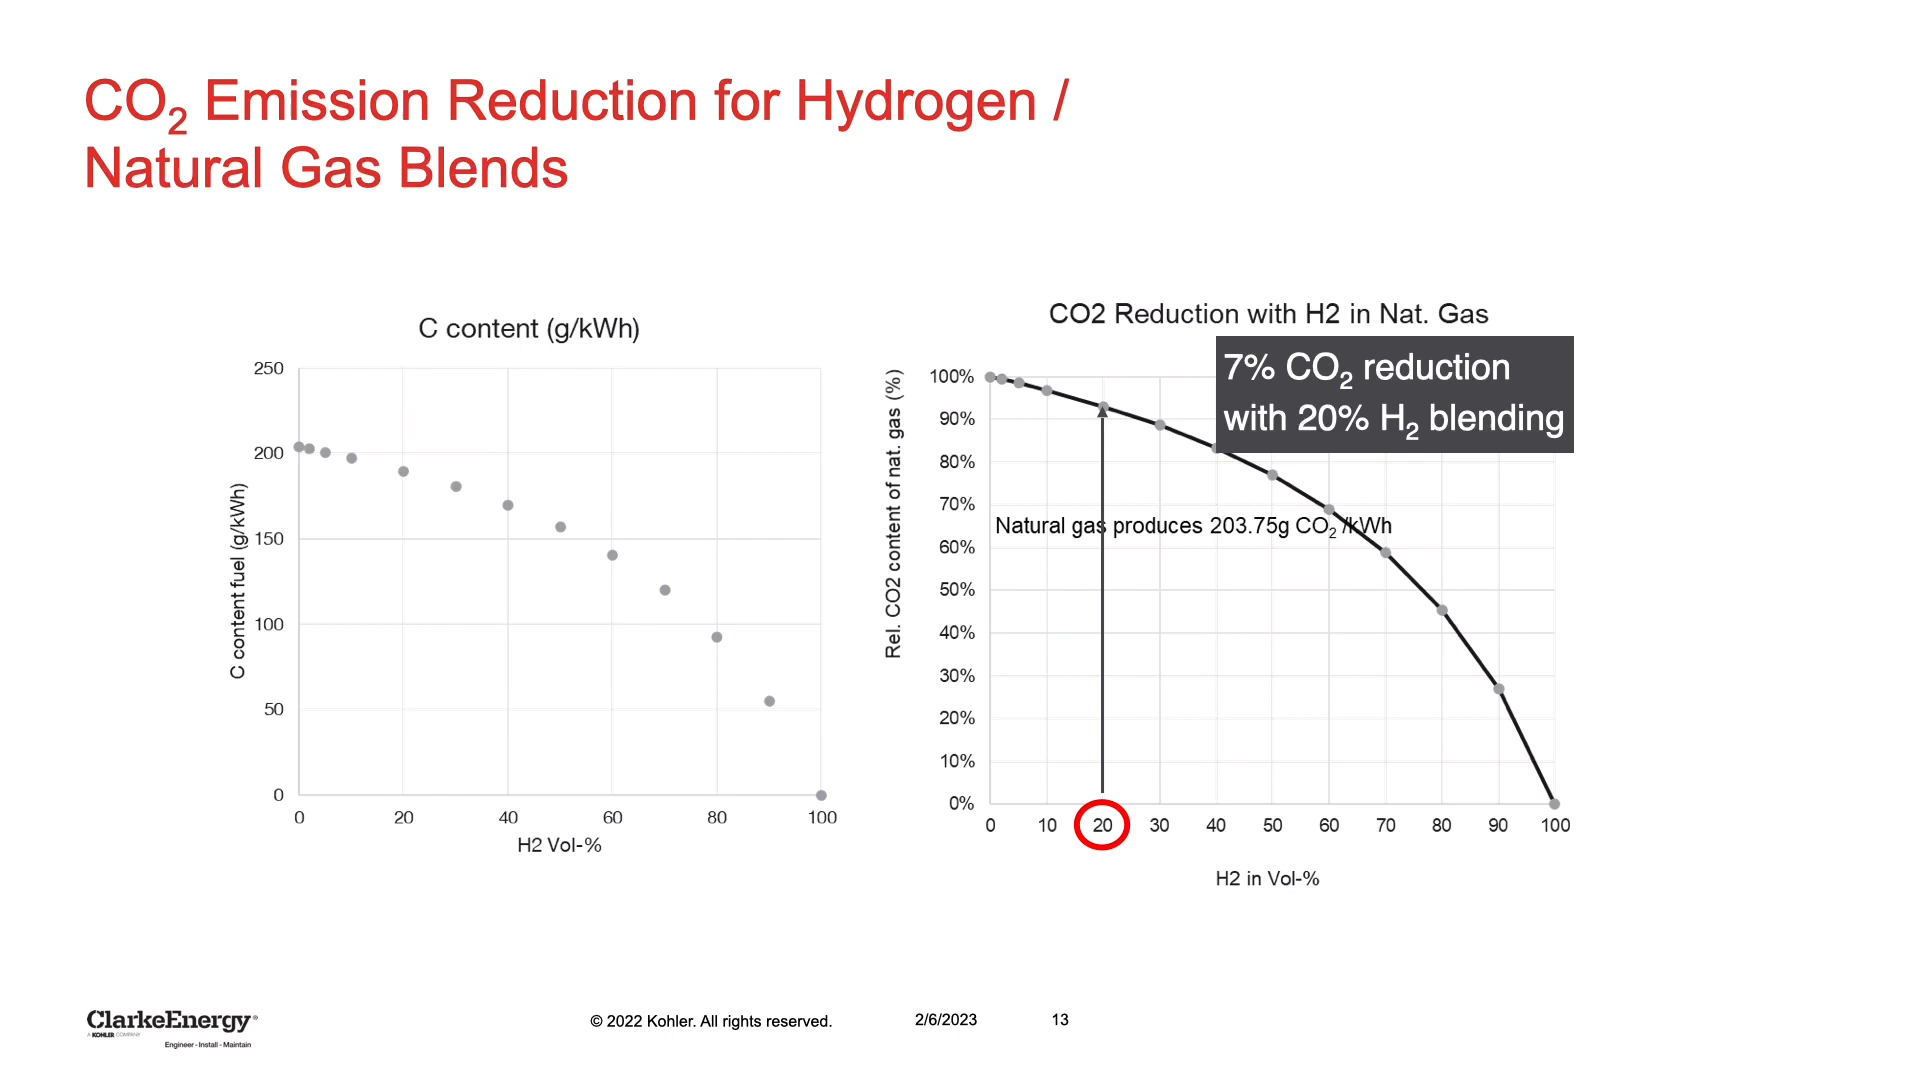 CO2 Emission Reduction for Hydrogen /
Natural Gas Blends
C content (g/kWh)
C content fuel (g/kWh)
250
200
150
100
50
0
0 20 40 60 80 100
H2 Vol-%
CO2 Reduction with H2 in Nat. Gas
7% CO2 reduction
with 20% H2 blending
Rel. CO2 content of nat. gas (%)
100%
90%
80%
70%
Natural gas produces 203.75g CO2 /kWh
60%
50%
40%
30%
20%
10%
0%
0 10 20 30 40 50 60 70 80 90 100
H2 in Vol-%
ClarkeEnergy®
A KOHLER COMPANY
Engineer - Install - Maintain
© 2022 Kohler. All rights reserved.
2/6/2023
13